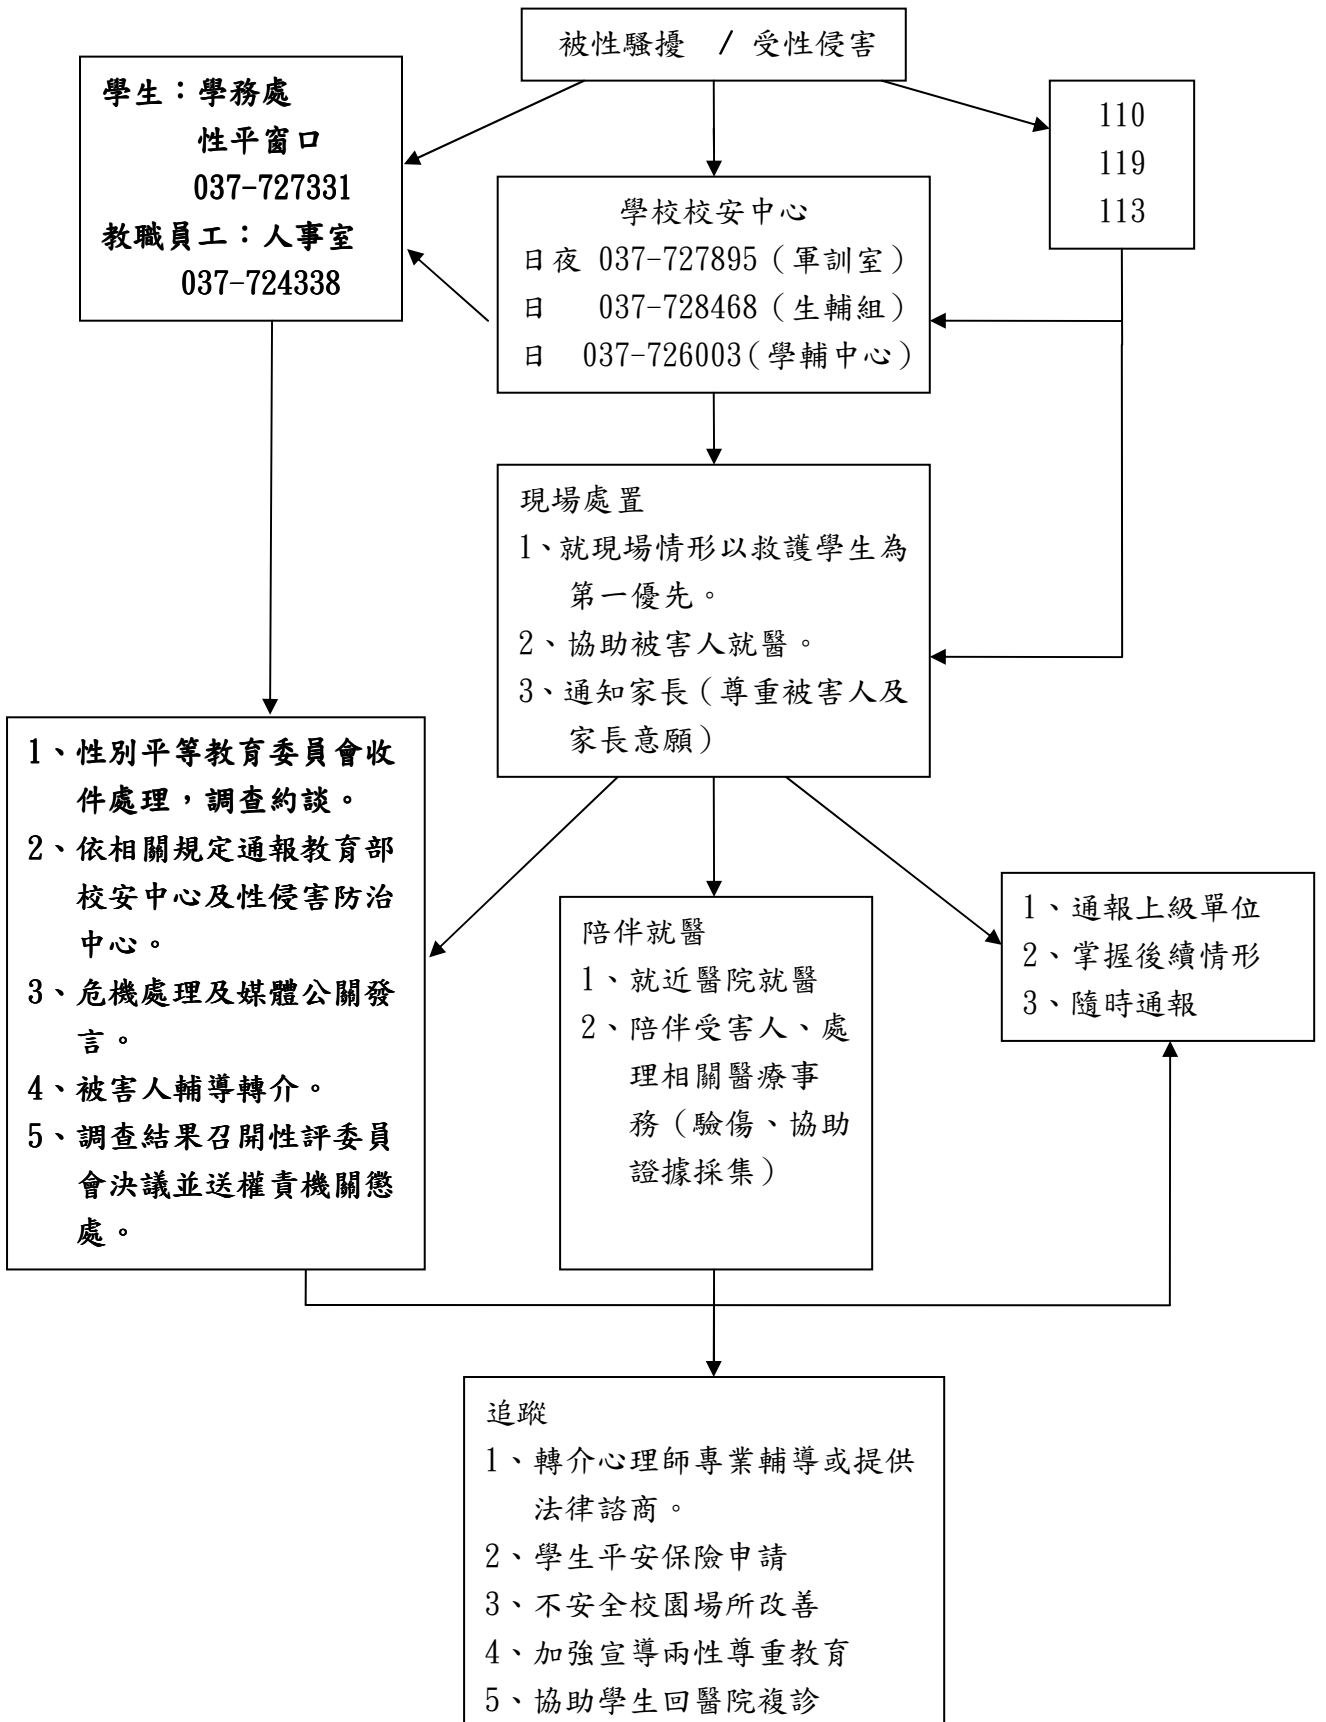 被性騷擾 / 受性侵害
學生：學務處
性平窗口
037-727331
教職員工：人事室
037-724338
110
119
113
學校校安中心
日夜 037-727895（軍訓室）
日 037-728468（生輔組）
日 037-726003（學輔中心）
現場處置
1、就現場情形以救護學生為
第一優先。
2、協助被害人就醫。
3、通知家長（尊重被害人及
家長意願）
1、性別平等教育委員會收
件處理，調查約談。
2、依相關規定通報教育部
校安中心及性侵害防治
中心。
3、危機處理及媒體公關發
言。
4、被害人輔導轉介。
5、調查結果召開性評委員
會決議並送權責機關懲
處。
陪伴就醫
1、就近醫院就醫
2、陪伴受害人、處
理相關醫療事
務（驗傷、協助
證據採集）
1、通報上級單位
2、掌握後續情形
3、隨時通報
追蹤
1、轉介心理師專業輔導或提供
法律諮商。
2、學生平安保險申請
3、不安全校園場所改善
4、加強宣導兩性尊重教育
5、協助學生回醫院複診